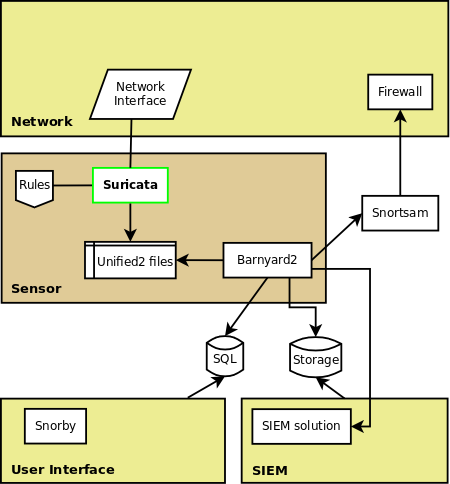 Network
Interface
Firewall
Network
Rules
Suricata
Snortsam
Unified2 files
Barnyard2
Sensor
SQL
Storage
Snorby
SIEM solution
User Interface
SIEM